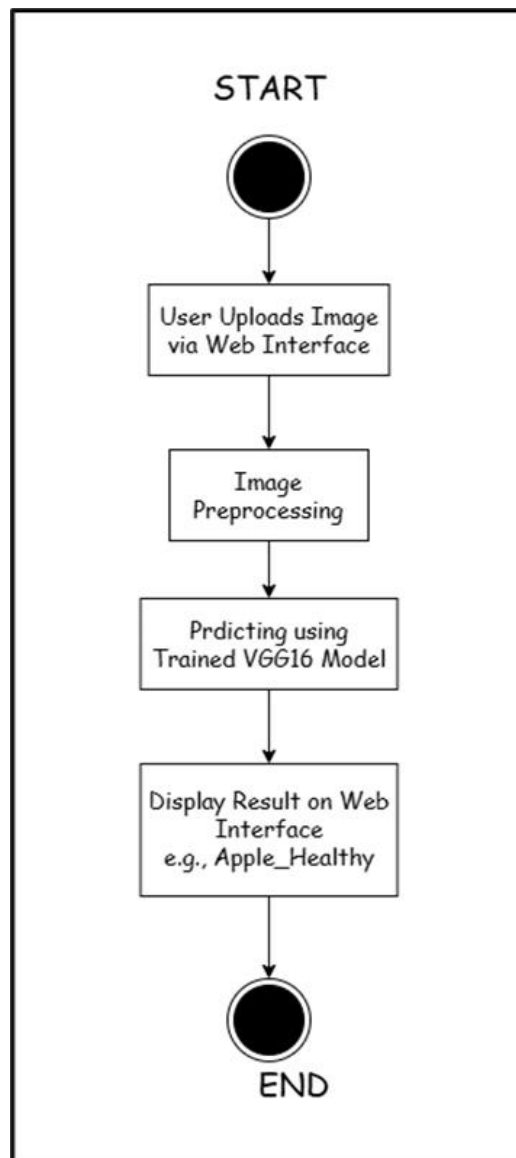 START
User Uploads Image
via Web Interface
Image
Preprocessing
Prdicting using
Trained VGG16 Model
Display Result on Web
Interface
e.g., Apple_Healthy
END